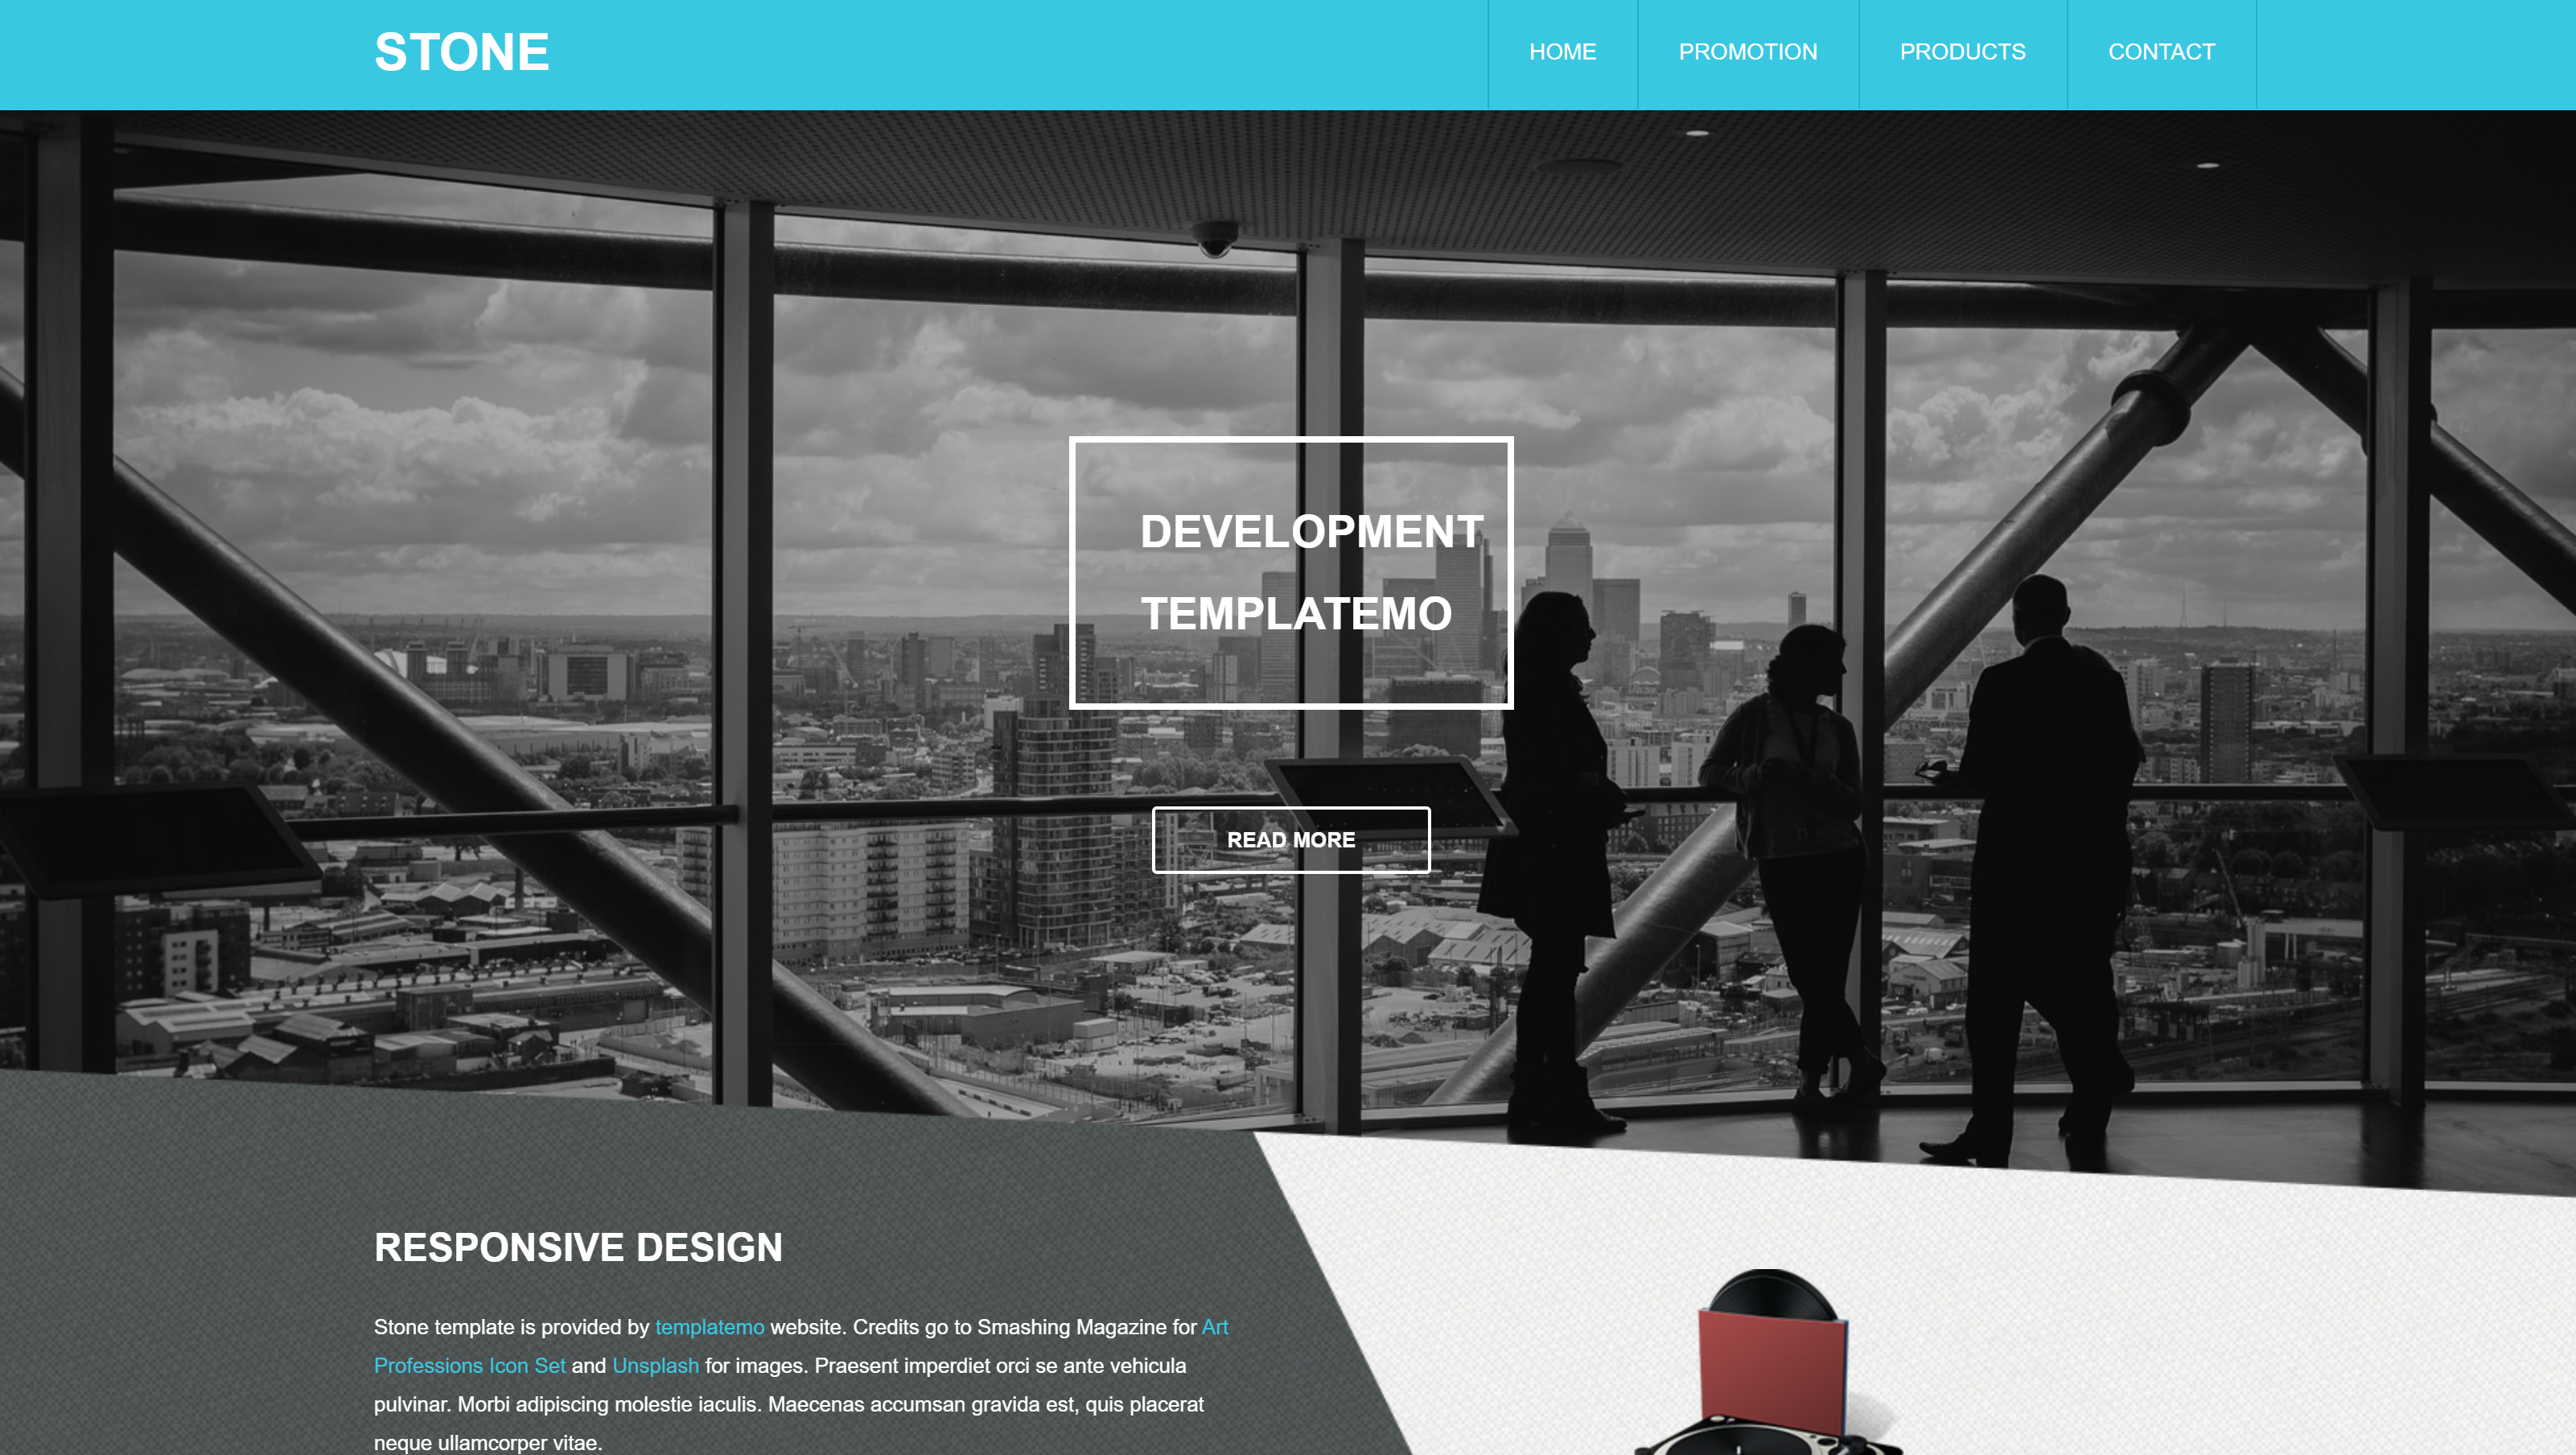 STONE
HOME
PROMOTION
PRODUCTS
CONTACT
DEVELOPMENT
TEMPLATEMO
READ MORE
RESPONSIVE DESIGN
Stone template is provided by templatemo website. Credits go to Smashing Magazine for Art
Professions Icon Set and Unsplash for images. Praesent imperdiet orci se ante vehicula
pulvinar. Morbi adipiscing molestie iaculis. Maecenas accumsan gravida est, quis placerat
neque ullamcorper vitae.